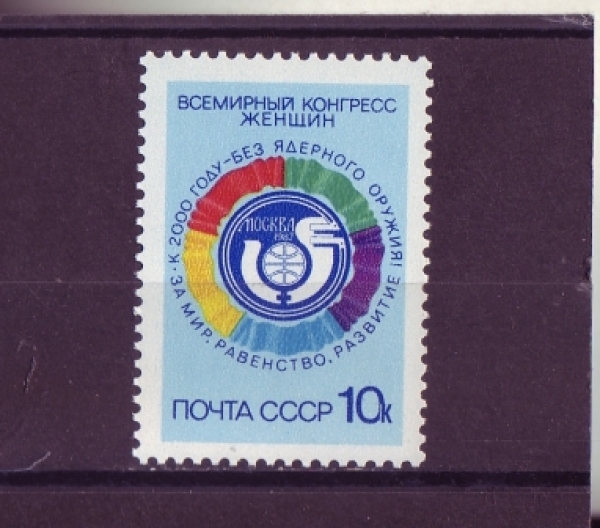 ВСЕМИРНЫЙ КОНГРЕСС
ЖЕНЩИН
К 2000 ГОДУ-БЕЗ ЯДЕРНОГО ОРУЖИЯ!
ЗА МИР, РАВЕНСТВО, РАЗВИТИЕ!
МОСКВА
1987
ПОЧТА СССР 10к